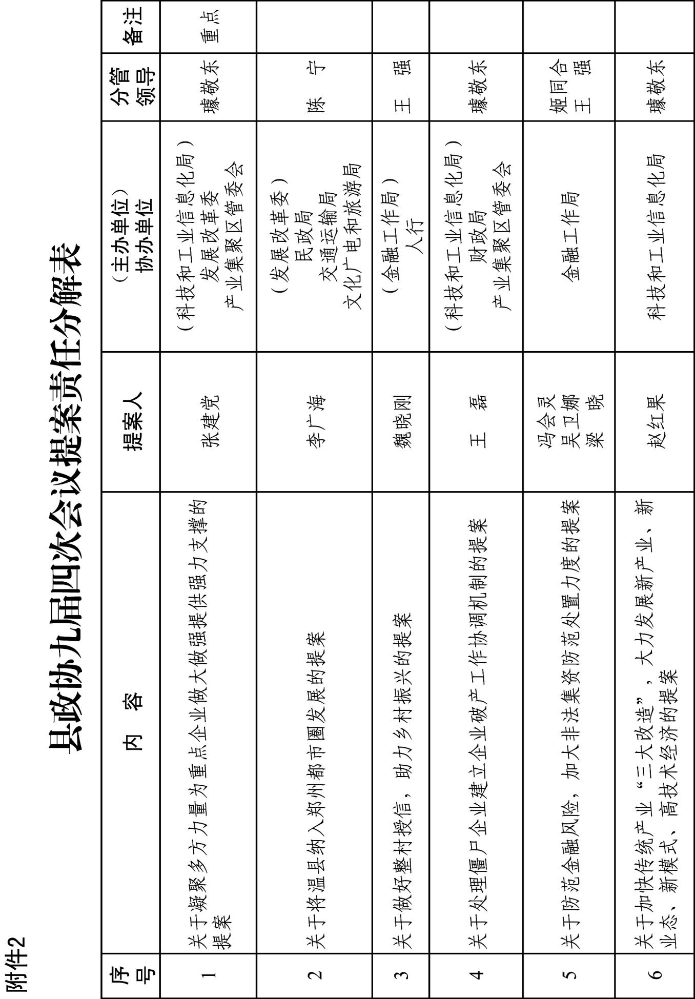 附件2
县政协九届四次会议提案责任分解表
序
号
内 容
提案人
（主办单位）
协办单位
分管
领导
备注
1
关于凝聚多方力量为重点企业做大做强提供强力支撑的
提案
张建党
（科技和工业信息化局）
发展改革委
产业集聚区管委会
璩敬东
重点
2
关于将温县纳入郑州都市圈发展的提案
李广海
（发展改革委）
民政局
交通运输局
文化广电和旅游局
陈 宁
3
关于做好整村授信，助力乡村振兴的提案
魏晓刚
（金融工作局）
人行
王 强
4
关于处理僵尸企业建立企业破产工作协调机制的提案
王 磊
（科技和工业信息化局）
财政局
产业集聚区管委会
璩敬东
5
关于防范金融风险，加大非法集资防范处置力度的提案
冯会灵
吴卫娜
梁 晓
金融工作局
姬同合
王 强
6
关于加快传统产业“三大改造”，大力发展新产业、新
业态、新模式、高技术经济的提案
赵红果
科技和工业信息化局
璩敬东